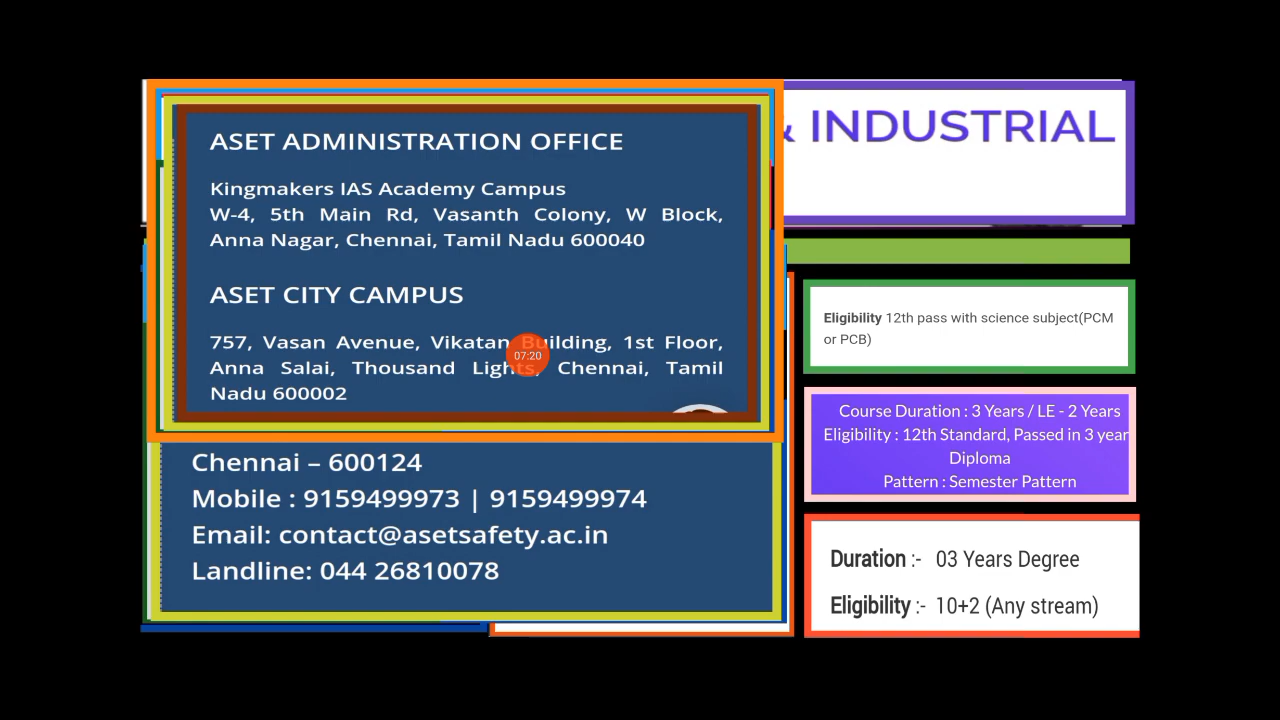 ASET ADMINISTRATION OFFICE
Kingmakers IAS Academy Campus
W-4, 5th Main Rd, Vasanth Colony, W Block,
Anna Nagar, Chennai, Tamil Nadu 600040
ASET CITY CAMPUS
757, Vasan Avenue, Vikatan Building, 1st Floor,
Anna Salai, Thousand Lights, Chennai, Tamil
Nadu 600002
07:20
Chennai – 600124
Mobile : 9159499973 | 9159499974
Email: contact@asetsafety.ac.in
Landline: 044 26810078
& INDUSTRIAL
Eligibility 12th pass with science subject(PCM
or PCB)
Course Duration : 3 Years / LE - 2 Years
Eligibility : 12th Standard, Passed in 3 year
Diploma
Pattern : Semester Pattern
Duration :- 03 Years Degree
Eligibility :- 10+2 (Any stream)